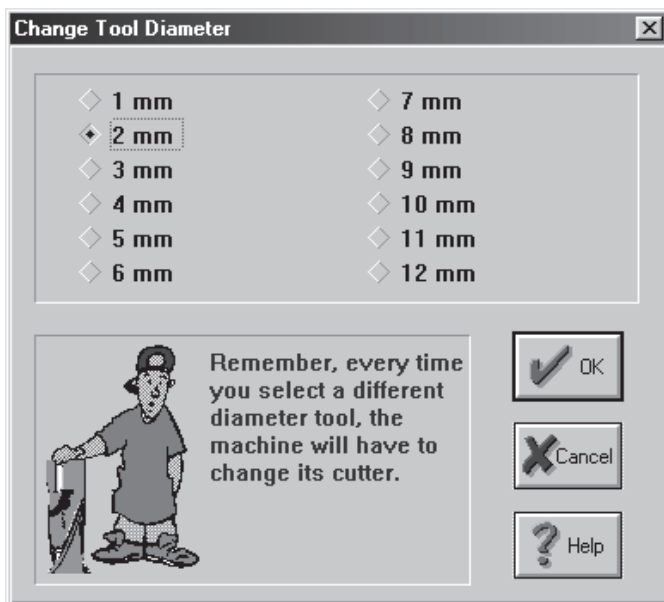 Change Tool Diameter
1 mm
2 mm
3 mm
4 mm
5 mm
6 mm
7 mm
8 mm
9 mm
10 mm
11 mm
12 mm
Remember, every time
you select a different
diameter tool, the
machine will have to
change its cutter.
OK
Cancel
Help